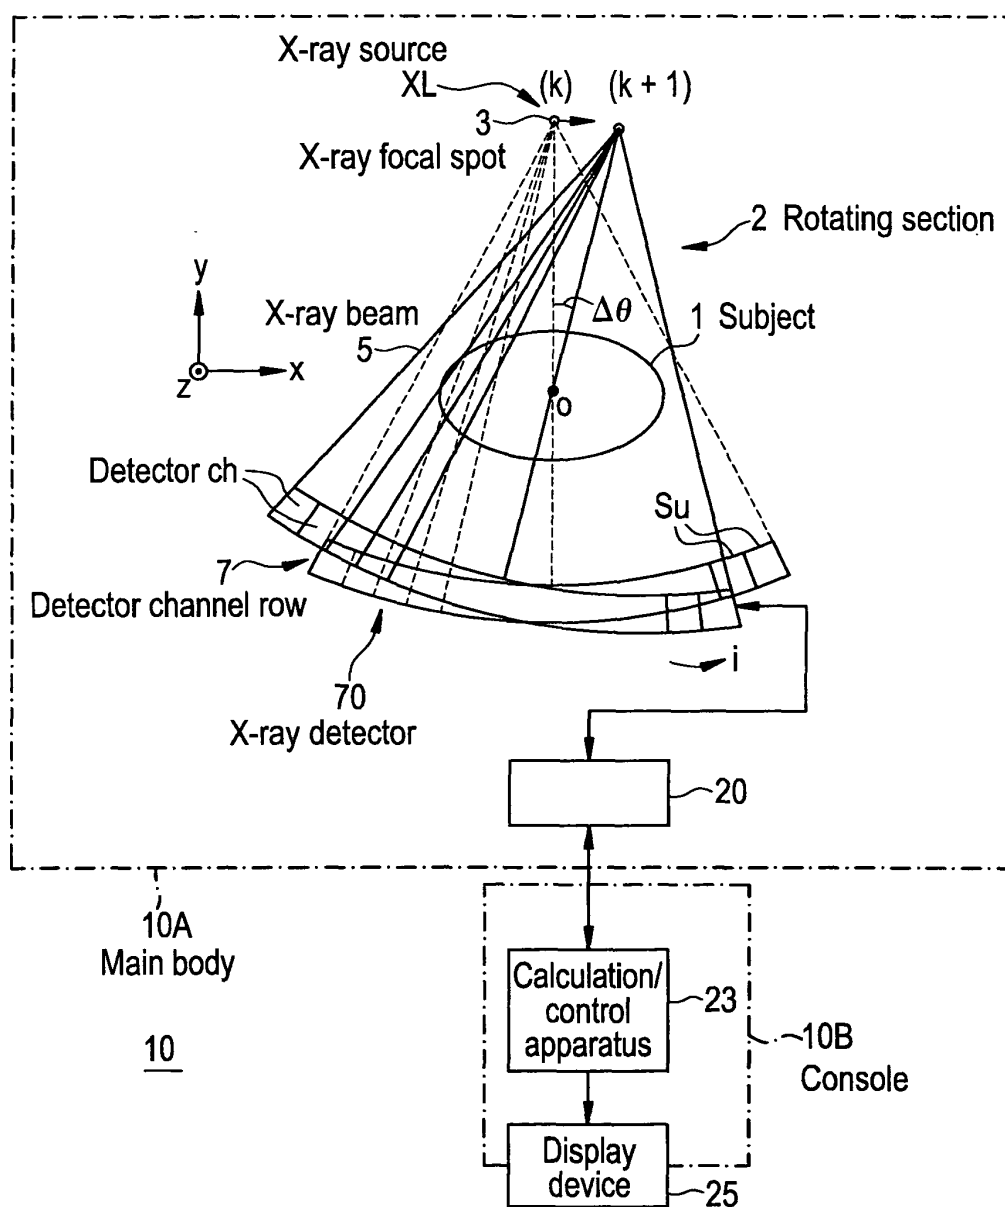 X-ray source
XL
(k)
(k + 1)
3
X-ray focal spot
2 Rotating section
y
X-ray beam
5
Δθ
1 Subject
z
x
o
Detector ch
Su
7
Detector channel row
i
70
X-ray detector
20
10A
Main body
Calculation/
control
apparatus
23
10
10B
Console
Display
device
25